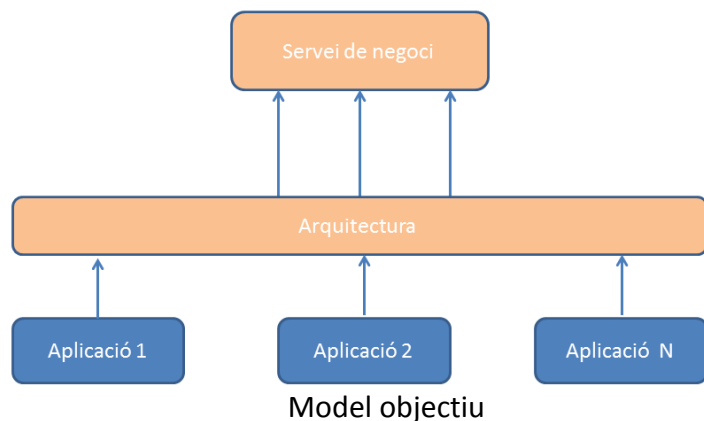 Servei de negoci
Arquitectura
Aplicació 1
Aplicació 2
Aplicació N
Model objectiu